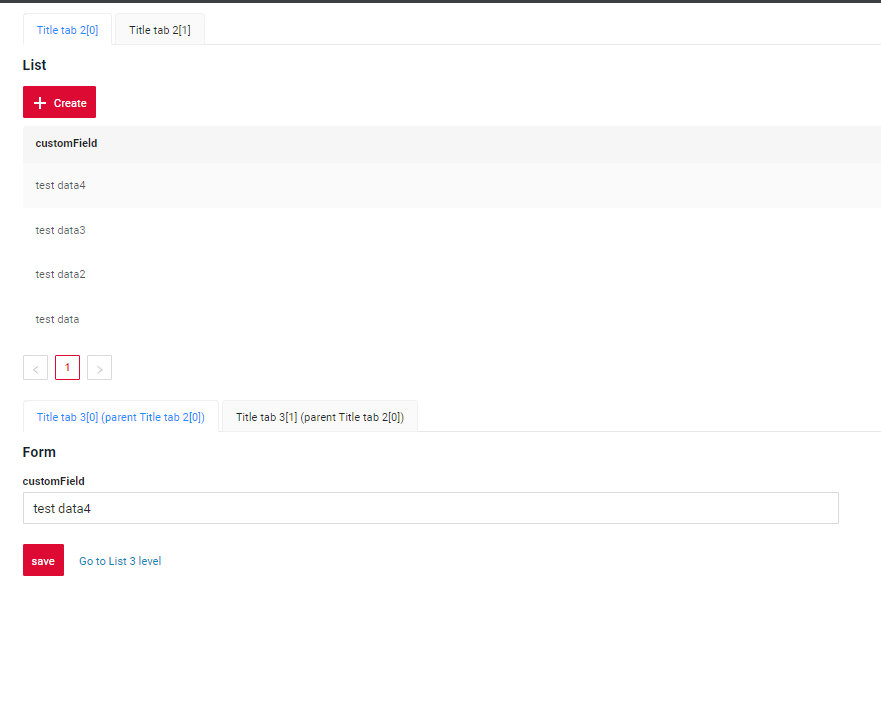 Title tab 2[0] Title tab 2[1]
List
+ Create
customField
test data4
test data3
test data2
test data
< 1 >
Title tab 3[0] (parent Title tab 2[0]) Title tab 3[1] (parent Title tab 2[0])
Form
customField
test data4
save Go to List 3 level